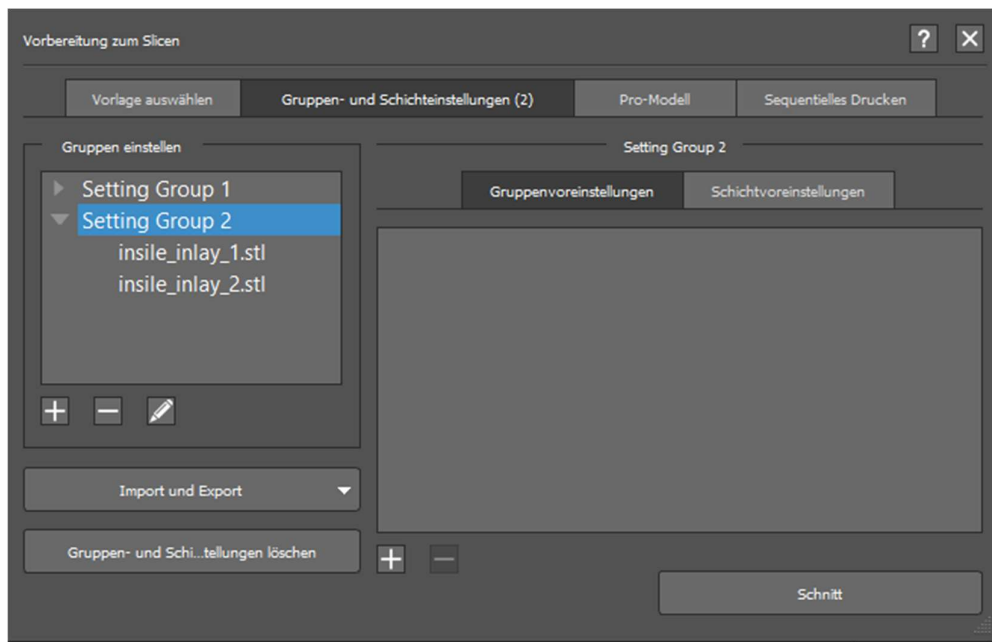 Vorbereitung zum Slicen
?
Vorlage auswählen
Gruppen- und Schichteinstellungen (2)
Pro-Modell
Sequentielles Drucken
Gruppen einstellen
Setting Group 1
Setting Group 2
insile_inlay_1.stl
insile_inlay_2.stl
Import und Export
Gruppen- und Schi...tellungen löschen
Setting Group 2
Gruppenvoreinstellungen
Schichtvoreinstellungen
Schnitt